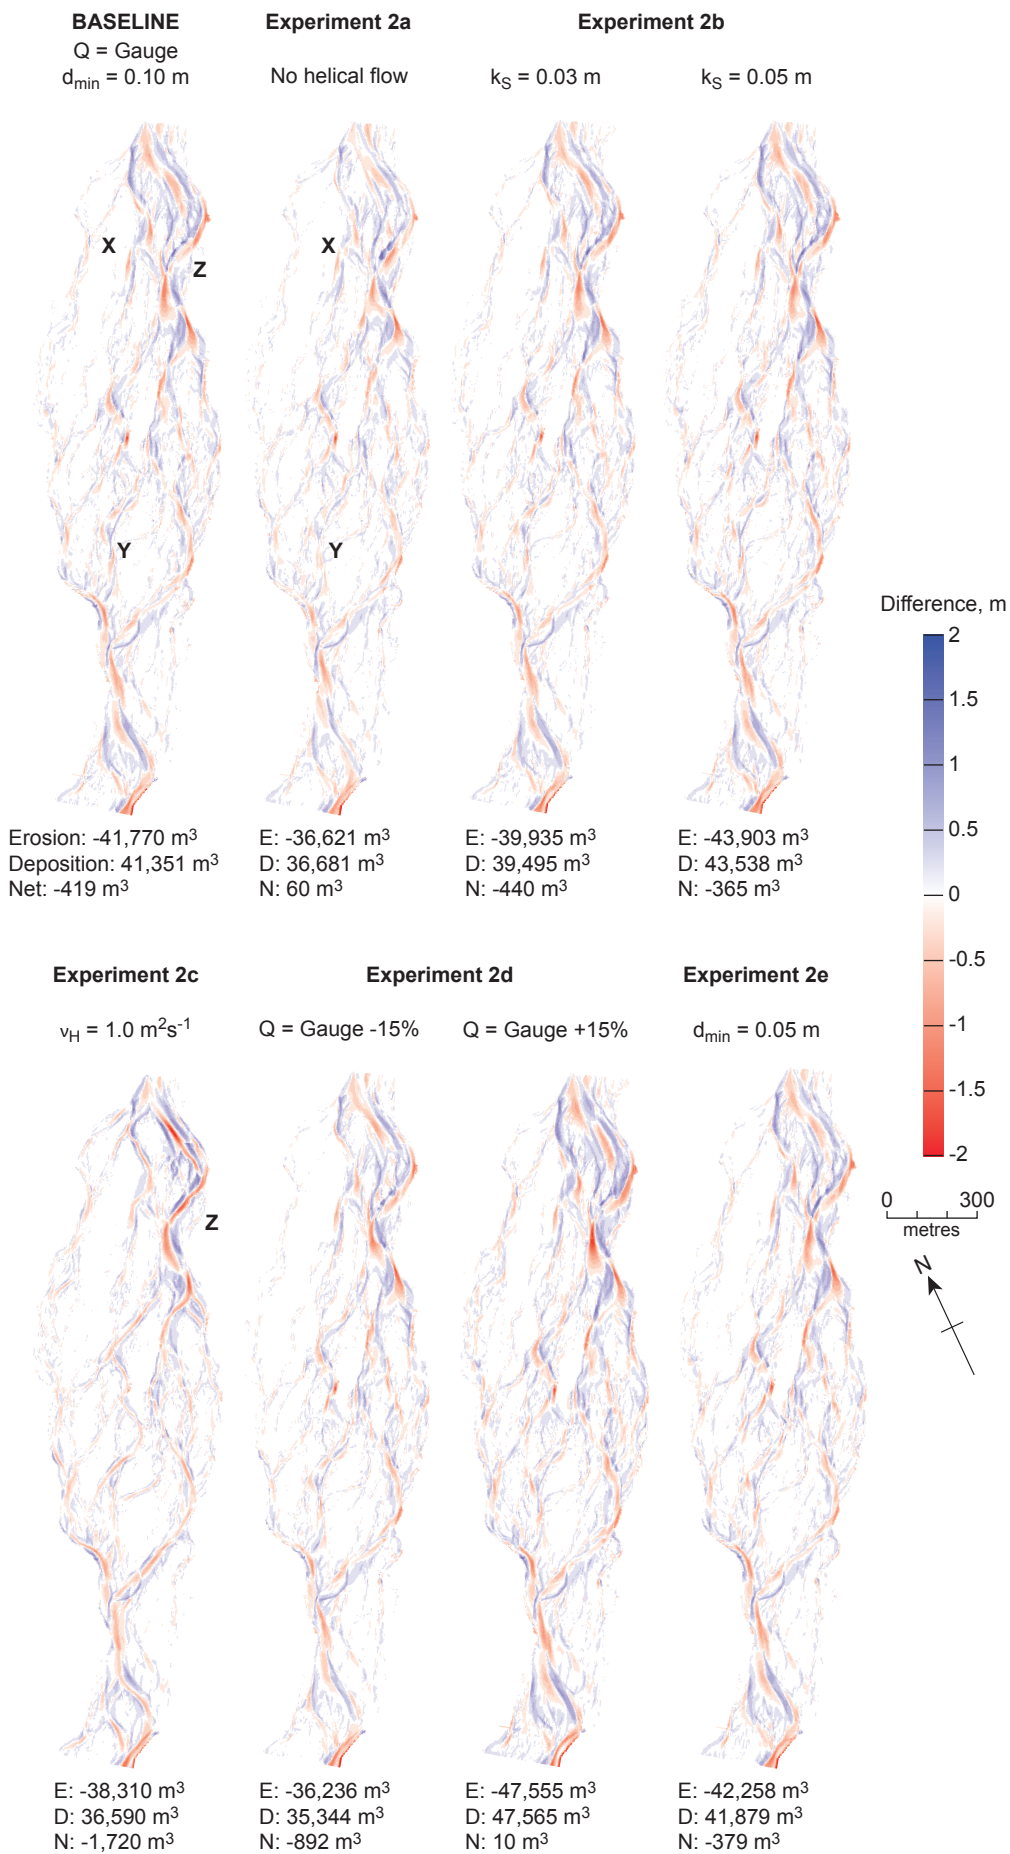 BASELINE
Q = Gauge
dmin = 0.10 m
Experiment 2a
No helical flow
Experiment 2b
kS = 0.03 m
kS = 0.05 m
X
Z
Y
X
Y
Erosion: -41,770 m³
Deposition: 41,351 m³
Net: -419 m³
E: -36,621 m³
D: 36,681 m³
N: 60 m³
E: -39,935 m³
D: 39,495 m³
N: -440 m³
E: -43,903 m³
D: 43,538 m³
N: -365 m³
Difference, m
2
1.5
1
0.5
0
-0.5
-1
-1.5
-2
0 300
metres
N
Experiment 2c
νH = 1.0 m²s⁻¹
Experiment 2d
Q = Gauge -15%
Q = Gauge +15%
Experiment 2e
dmin = 0.05 m
Z
E: -38,310 m³
D: 36,590 m³
N: -1,720 m³
E: -36,236 m³
D: 35,344 m³
N: -892 m³
E: -47,555 m³
D: 47,565 m³
N: 10 m³
E: -42,258 m³
D: 41,879 m³
N: -379 m³